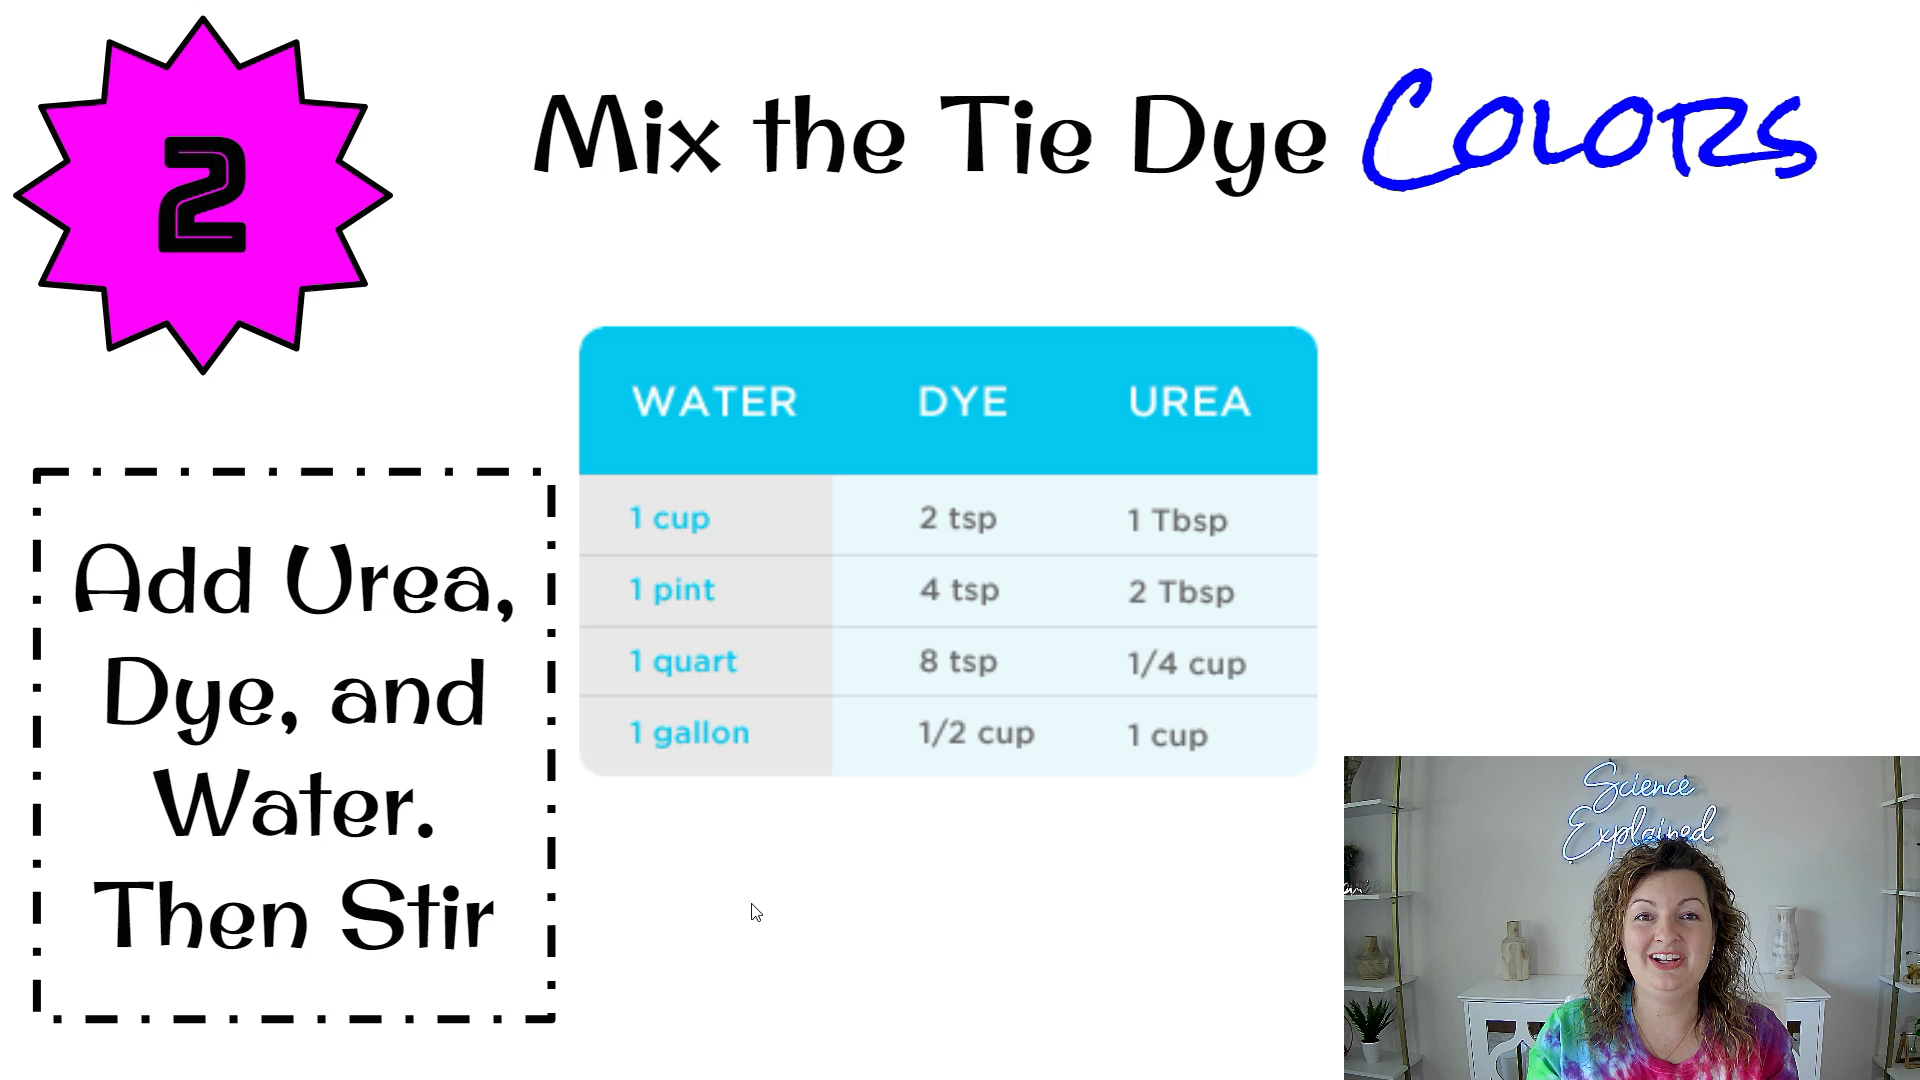 2
Mix the Tie Dye Colors
WATER DYE UREA
1 cup 2 tsp 1 Tbsp
1 pint 4 tsp 2 Tbsp
1 quart 8 tsp 1/4 cup
1 gallon 1/2 cup 1 cup
Add Urea,
Dye, and
Water.
Then Stir
Science
Explained